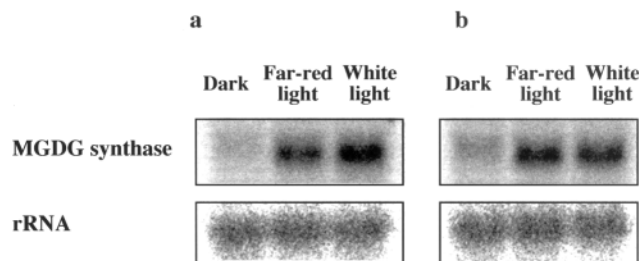 a
b
Dark
Far-red
light
White
light
Dark
Far-red
light
White
light
MGDG synthase
rRNA